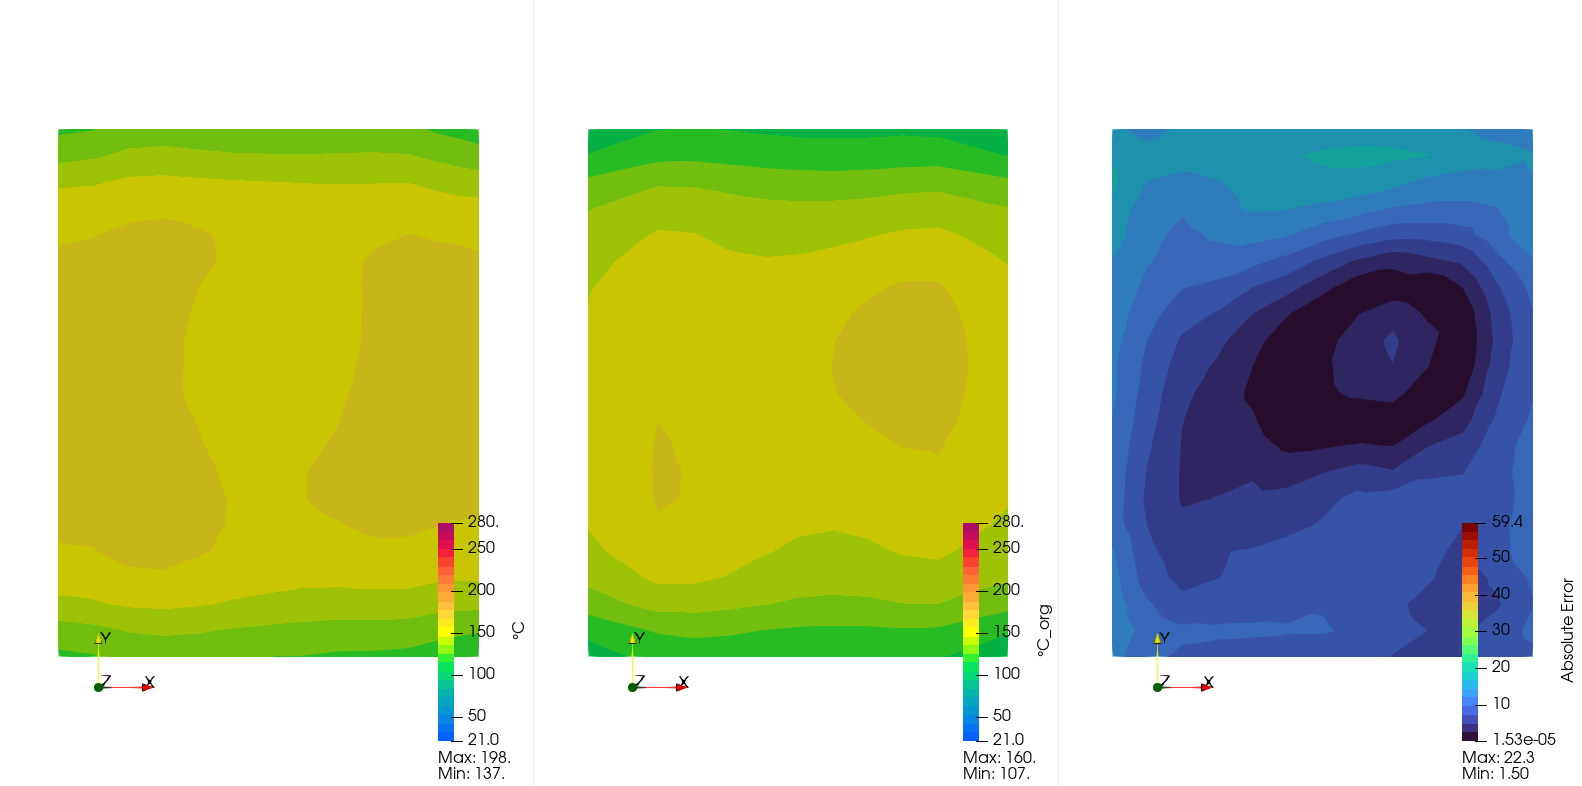 280.
250
200
150
100
50
21.0
°C
Max: 198.
Min: 137.
Y
Z
X
280.
250
200
150
100
50
21.0
°C_org
Max: 160.
Min: 107.
Y
Z
X
59.4
50
40
30
20
10
1.53e-05
Absolute Error
Max: 22.3
Min: 1.50
Y
Z
X